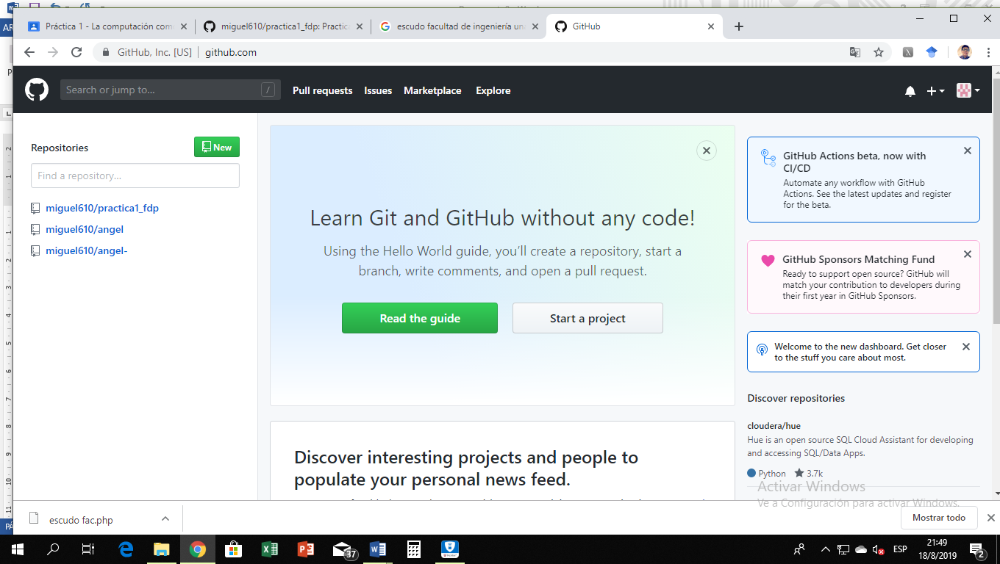 Práctica 1 - La computación com
miguel610/practica1_fdp: Practic
escudo facultad de ingeniería un
GitHub
GitHub, Inc. [US]
github.com
Search or jump to...
/
Pull requests
Issues
Marketplace
Explore
Repositories
New
Find a repository...
miguel610/practica1_fdp
miguel610/angel
miguel610/angel-
Learn Git and GitHub without any code!
Using the Hello World guide, you’ll create a repository, start a
branch, write comments, and open a pull request.
Read the guide
Start a project
Discover interesting projects and people to
populate your personal news feed.
GitHub Actions beta, now with
CI/CD
Automate any workflow with GitHub
Actions. See the latest updates and register
for the beta.
GitHub Sponsors Matching Fund
Ready to support open source? GitHub will
match your contribution to developers during
their first year in GitHub Sponsors.
Welcome to the new dashboard. Get closer
to the stuff you care about most.
Discover repositories
cloudera/hue
Hue is an open source SQL Cloud Assistant for developing
and accessing SQL/Data Apps.
Python
3.7k
Activar Windows
Ve a Configuración para activar Windows.
escudo fac.php
Mostrar todo
37
ESP
21:49
18/8/2019
2